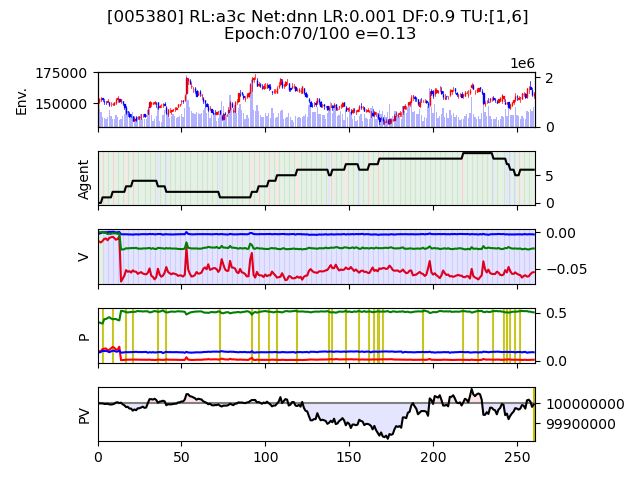 [005380] RL:a3c Net:dnn LR:0.001 DF:0.9 TU:[1,6]
Epoch:070/100 e=0.13
1e6
175000
150000
2
0
Env.
5
0
Agent
0.00
−0.05
V
0.5
0.0
P
100000000
99900000
PV
0 50 100 150 200 250